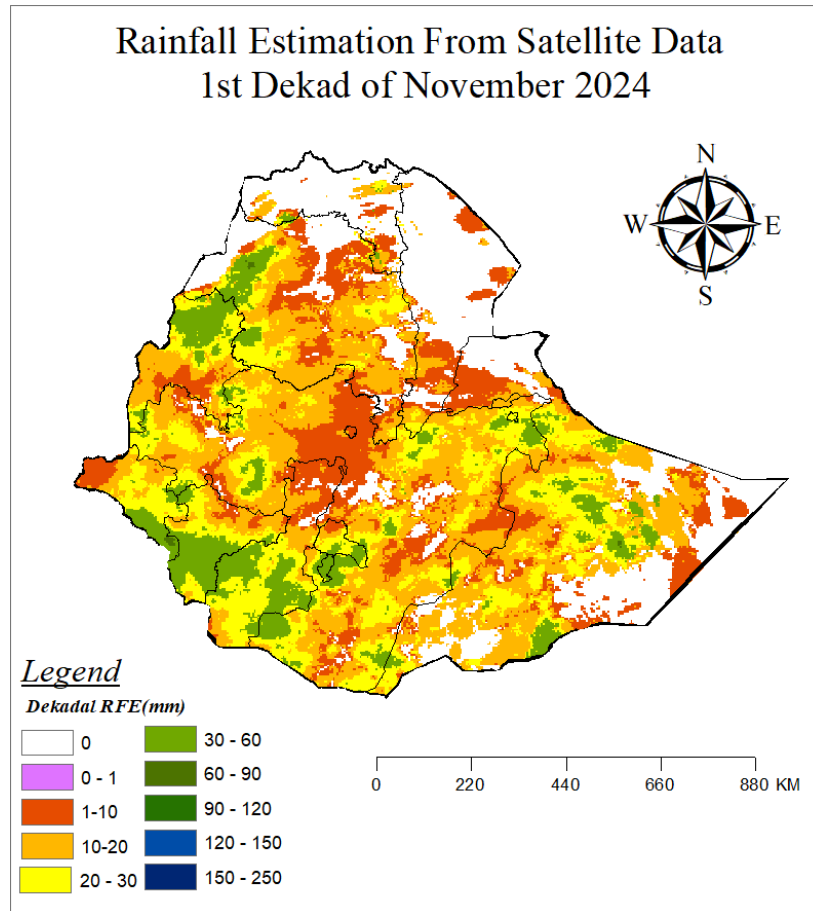 Rainfall Estimation From Satellite Data
1st Dekad of November 2024
N
W
E
S
Legend
Dekadal RFE(mm)
0
0 - 1
1-10
10-20
20 - 30
30 - 60
60 - 90
90 - 120
120 - 150
150 - 250
0 220 440 660 880 KM